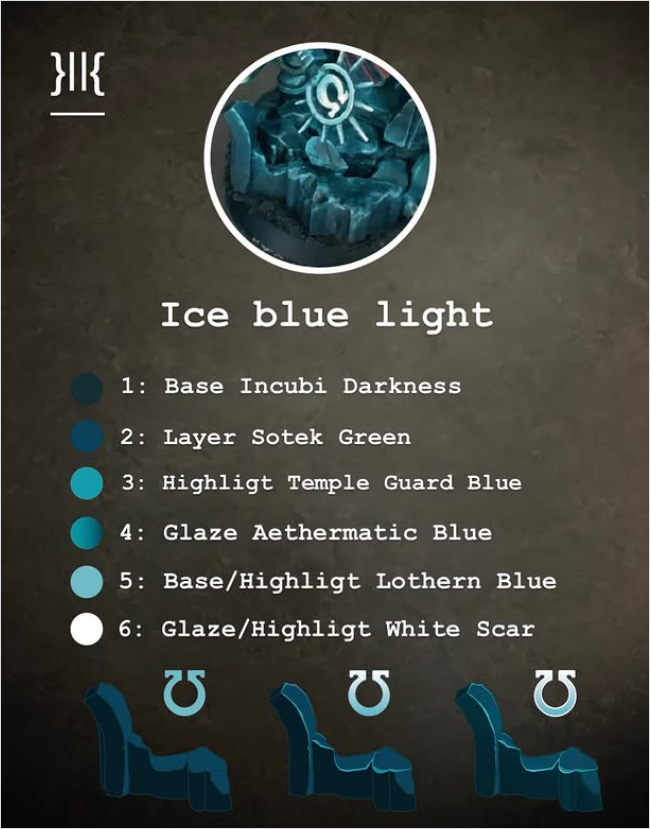 Ice blue light
1: Base Incubi Darkness
2: Layer Sotek Green
3: Highligt Temple Guard Blue
4: Glaze Aethermatic Blue
5: Base/Highligt Lothern Blue
6: Glaze/Highligt White Scar